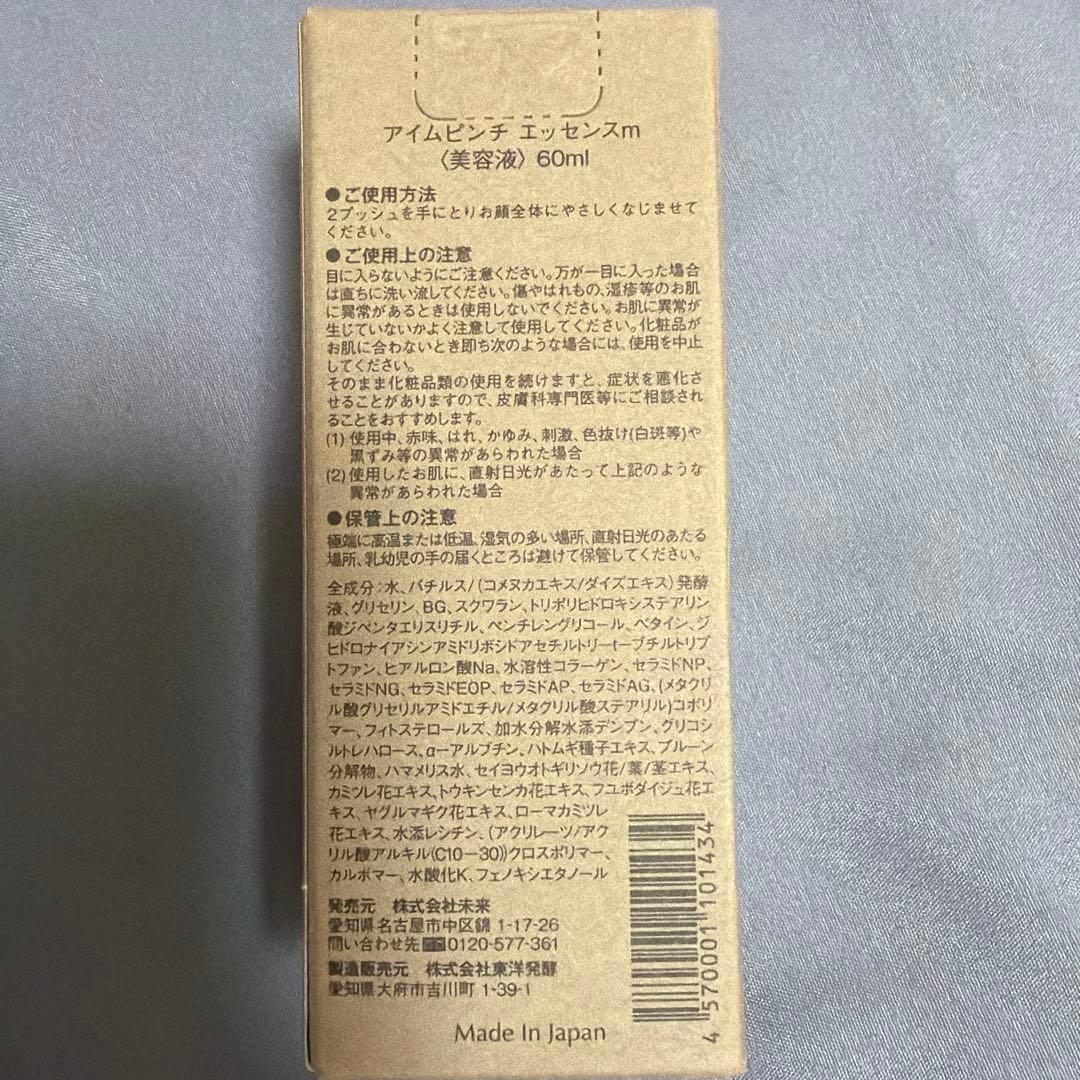 アイムピンチ エッセンスm
〈美容液〉 60ml
●ご使用方法
2プッシュを手にとりお顔全体にやさしくなじませて
ください。
●ご使用上の注意
目に入らないようにご注意ください。万が一目に入った場合
は直ちに洗い流してください。傷やはれもの、湿疹等のお肌
に異常があるときは使用しないでください。お肌に異常が
生じていないかよく注意して使用してください。化粧品が
お肌に合わないとき即ち次のような場合には、使用を中止
してください。
そのまま化粧品類の使用を続けますと、症状を悪化さ
せることがありますので、皮膚科専門医等にご相談され
ることをおすすめします。
(1) 使用中、赤味、はれ、かゆみ、刺激、色抜け(白斑等)や
黒ずみ等の異常があらわれた場合
(2) 使用したお肌に、直射日光があたって上記のような
異常があらわれた場合
●保管上の注意
極端に高温または低温、湿気の多い場所、直射日光のあたる
場所、乳幼児の手の届くところは避けて保管してください。
全成分:水、バチルス/(コメヌカエキス/ダイズエキス)発酵
液、グリセリン、BG、スクワラン、トリポリヒドロキシステアリン
酸ジペンタエリスリチル、ペンチレングリコール、ベタイン、ジ
ヒドロナイアシンアミドリボシドアセチルトリーt-ブチルトリプ
トファン、ヒアルロン酸Na、水溶性コラーゲン、セラミドNP、
セラミドNG、セラミドEOP、セラミドAP、セラミドAG、(メタクリ
ル酸グリセリルアミドエチル/メタクリル酸ステアリル)コポリ
マー、フィトステロールズ、加水分解水添デンプン、グリコシ
ルトレハロース、α-アルブチン、ハトムギ種子エキス、プルーン
分解物、ハマメリス水、セイヨウオトギリソウ花/葉/茎エキス、
カミツレ花エキス、トウキンセンカ花エキス、フユボダイジュ花エ
キス、ヤグルマギク花エキス、ローマカミツレ
花エキス、水添レシチン、(アクリレーツ/アク
リル酸アルキル(C10-30))クロスポリマー、
カルボマー、水酸化K、フェノキシエタノール
発売元 株式会社未来
愛知県名古屋市中区錦 1-17-26
問い合わせ先 0120-577-361
製造販売元 株式会社東洋発酵
愛知県大府市吉川町 1-39-1
Made In Japan
4 570001 101434